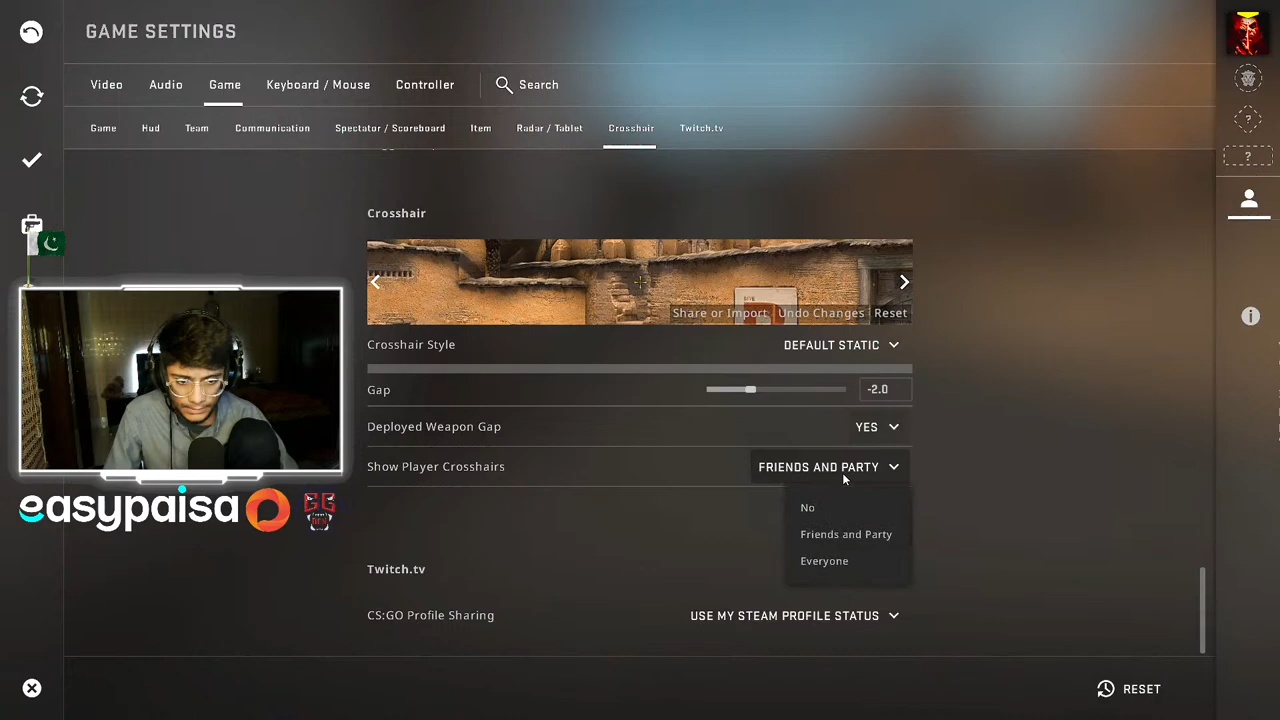 GAME SETTINGS
Video Audio Game Keyboard / Mouse Controller Search
Game Hud Team Communication Spectator / Scoreboard Item Radar / Tablet Crosshair Twitch.tv
?
?
Crosshair
Share or Import Undo Changes Reset
Crosshair Style DEFAULT STATIC
Gap -2.0
Deployed Weapon Gap YES
Show Player Crosshairs FRIENDS AND PARTY
No
Friends and Party
Everyone
easypaisa
GG
Twitch.tv
CS:GO Profile Sharing USE MY STEAM PROFILE STATUS
RESET